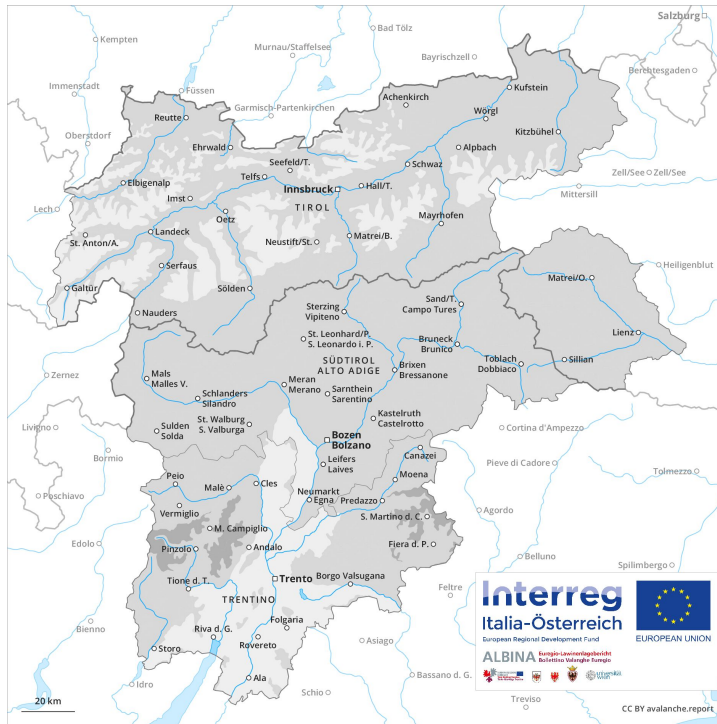 Salzburg
Kempten
Bad Tölz
Murnau/Staffelsee
Bayrischzell
Berchtesgaden
Immenstadt
Füssen
Garmisch-Partenkirchen
Achenkirch
Kufstein
Reutte
Wörgl
Oberstdorf
Kitzbühel
Ehrwald
Alpbach
Seefeld/T.
Schwaz
Zell/See
Zell/See
Telfs
Elbigenalp
Innsbruck
Hall/T.
Mittersill
Imst
Lech
TIROL
Oetz
Mayrhofen
Landeck
Matrei/B.
St. Anton/A.
Neustift/St.
Serfaus
Heiligenblut
Matrei/O.
Galtür
Sölden
Sand/T.
Campo Tures
Nauders
Sterzing
Vipiteno
Lienz
St. Leonhard/P.
S. Leonardo i. P.
Bruneck
Brunico
Sillian
SÜDTIROL
ALTO ADIGE
Toblach
Dobbiaco
Brixen
Bressanone
Zernez
Mals
Malles V.
Meran
Merano
Sarnthein
Sarentino
Schlanders
Silandro
Kastelruth
Castelrotto
Livigno
Sulden
Solda
St. Walburg
S. Valburga
Cortina d'Ampezzo
Bozen
Bolzano
Bormio
Canazei
Pieve di Cadore
Leifers
Laives
Tolmezzo
Peio
Moena
Malè
Cles
Poschiavo
Neumarkt
Egna
Predazzo
Vermiglio
Agordo
S. Martino d. C.
M. Campiglio
Edolo
Pinzolo
Andalo
Fiera d. P.
Belluno
Spilimbergo
Tione d. T.
Trento
Borgo Valsugana
Feltre
TRENTINO
Interreg
Italia-Österreich
European Regional Development Fund
EUROPEAN UNION
Bienno
Folgaria
Riva d. G.
Rovereto
Asiago
Storo
ALBINA
Euregio-Lawinenlagebericht
Bollettino Valanghe Euregio
Ala
Bassano d. G.
Idro
Schio
Treviso
20 km
CC BY avalanche.report